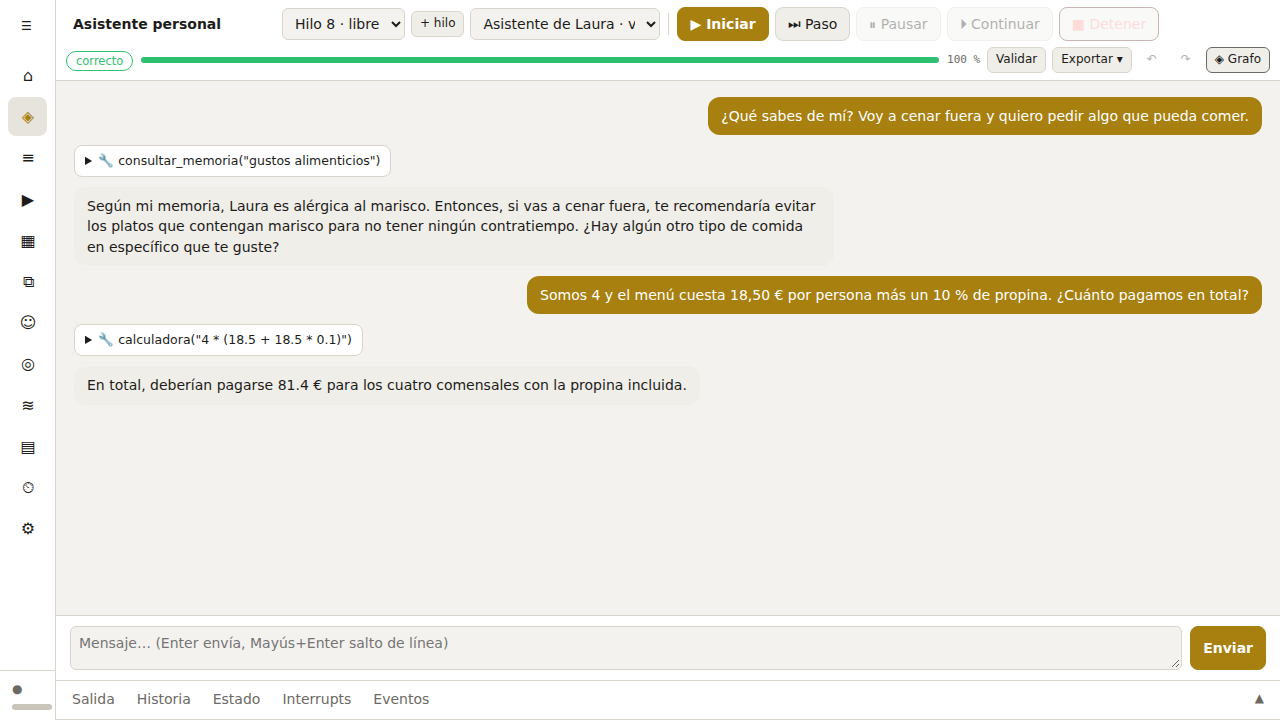 Asistente personal
Hilo 8 · libre
+ hilo
Asistente de Laura · v
▶ Iniciar
⏭ Paso
⏸ Pausar
⏵ Continuar
■ Detener
correcto
100 %
Validar
Exportar ▾
↶
↷
◈ Grafo
¿Qué sabes de mí? Voy a cenar fuera y quiero pedir algo que pueda comer.
▶ 🔧 consultar_memoria("gustos alimenticios")
Según mi memoria, Laura es alérgica al marisco. Entonces, si vas a cenar fuera, te recomendaría evitar
los platos que contengan marisco para no tener ningún contratiempo. ¿Hay algún otro tipo de comida
en específico que te guste?
Somos 4 y el menú cuesta 18,50 € por persona más un 10 % de propina. ¿Cuánto pagamos en total?
▶ 🔧 calculadora("4 * (18.5 + 18.5 * 0.1)")
En total, deberían pagarse 81.4 € para los cuatro comensales con la propina incluida.
Mensaje… (Enter envía, Mayús+Enter salto de línea)
Enviar
Salida
Historia
Estado
Interrupts
Eventos
▲